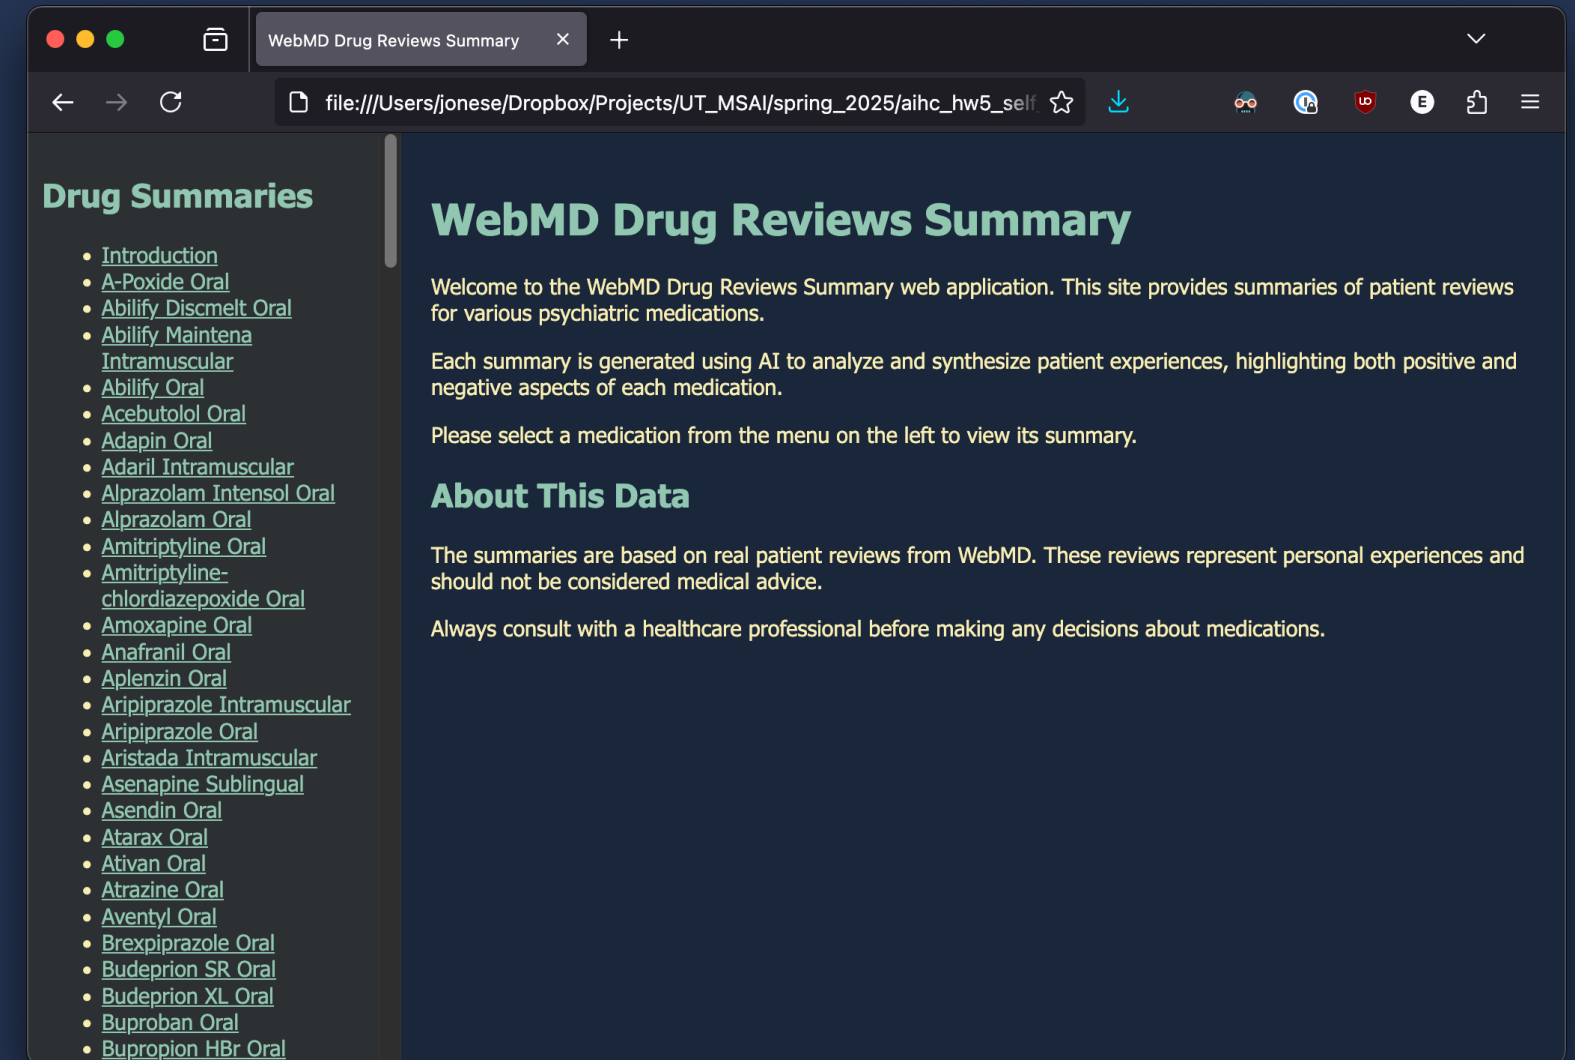 WebMD Drug Reviews Summary
file:///Users/jonese/Dropbox/Projects/UT_MSAI/spring_2025/aihc_hw5_self
E
Drug Summaries
Introduction
A-Poxide Oral
Abilify Discmelt Oral
Abilify Maintena
Intramuscular
Abilify Oral
Acebutolol Oral
Adapin Oral
Adaril Intramuscular
Alprazolam Intensol Oral
Alprazolam Oral
Amitriptyline Oral
Amitriptyline-
chlordiazepoxide Oral
Amoxapine Oral
Anafranil Oral
Aplenzin Oral
Aripiprazole Intramuscular
Aripiprazole Oral
Aristada Intramuscular
Asenapine Sublingual
Asendin Oral
Atarax Oral
Ativan Oral
Atrazine Oral
Aventyl Oral
Brexpiprazole Oral
Budeprion SR Oral
Budeprion XL Oral
Buproban Oral
Bupropion HBr Oral
WebMD Drug Reviews Summary
Welcome to the WebMD Drug Reviews Summary web application. This site provides summaries of patient reviews
for various psychiatric medications.
Each summary is generated using AI to analyze and synthesize patient experiences, highlighting both positive and
negative aspects of each medication.
Please select a medication from the menu on the left to view its summary.
About This Data
The summaries are based on real patient reviews from WebMD. These reviews represent personal experiences and
should not be considered medical advice.
Always consult with a healthcare professional before making any decisions about medications.